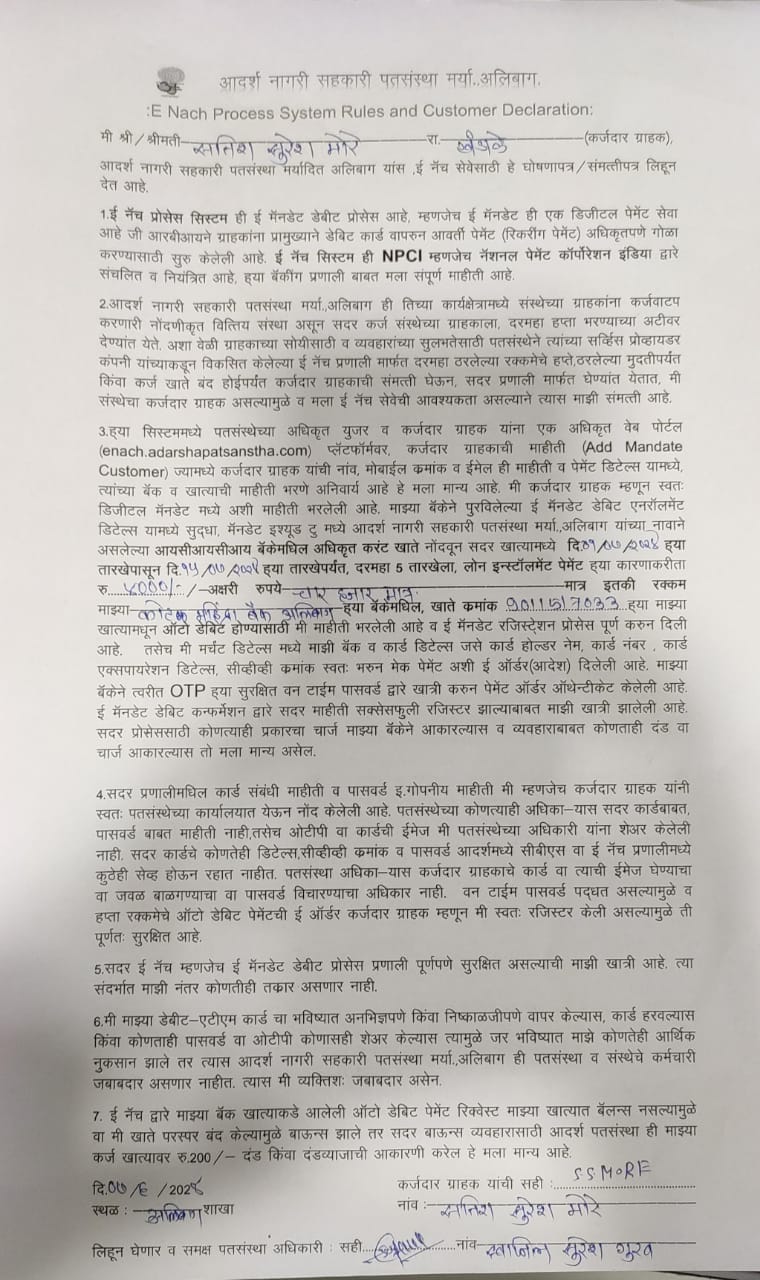 आदर्श नागरी सहकारी पतसंस्था मर्या.,अलिबाग.
:E Nach Process System Rules and Customer Declaration:
मी श्री/श्रीमती सतिश सुरेश मोरे रा. (कर्जदार ग्राहक),
आदर्श नागरी सहकारी पतसंस्था मर्यादित अलिबाग यांस ,ई नॅच सेवेसाठी हे घोषणापत्र/संमत्तीपत्र लिहून
देत आहे.
1.ई नॅच प्रोसेस सिस्टम ही ई मॅनडेट डेबीट प्रोसेस आहे, म्हणजेच ई मॅनडेट ही एक डिजीटल पेमेंट सेवा
आहे जी आरबीआयने ग्राहकांना प्रामुख्याने डेबिट कार्ड वापरुन आवर्ती पेमेंट (रिकरींग पेमेंट) अधिकृतपणे गोळा
करण्यासाठी सुरु केलेली आहे. ई नॅच सिस्टम ही NPCI म्हणजेच नॅशनल पेमेंट कॉर्पोरेशन इंडिया द्वारे
संचलित व नियंत्रित आहे, ह्या बॅकींग प्रणाली बाबत मला संपूर्ण माहीती आहे.
2.आदर्श नागरी सहकारी पतसंस्था मर्या.,अलिबाग ही तिच्या कार्यक्षेत्रामध्ये संस्थेच्या ग्राहकांना कर्जवाटप
करणारी नोंदणीकृत वित्तिय संस्था असून सदर कर्ज संस्थेच्या ग्राहकाला, दरमहा हप्ता भरण्याच्या अटीवर
देण्यांत येते. अशा वेळी ग्राहकाच्या सोयीसाठी व व्यवहारांच्या सुलभतेसाठी पतसंस्थेने त्यांच्या सर्व्हिस प्रोव्हायडर
कंपनी यांच्याकडून विकसित केलेल्या ई नॅच प्रणाली मार्फत दरमहा ठरलेल्या रक्कमेचे हप्ते,ठरलेल्या मुदतीपर्यत
किंवा कर्ज खाते बंद होईपर्यंत कर्जदार ग्राहकाची संमत्ती घेऊन, सदर प्रणाली मार्फत घेण्यांत येतात, मी
संस्थेचा कर्जदार ग्राहक असल्यामुळे व मला ई नॅच सेवेची आवश्यकता असल्याने त्यास माझी संमत्ती आहे.
3.ह्या सिस्टममध्ये पतसंस्थेच्या अधिकृत युजर व कर्जदार ग्राहक यांना एक अधिकृत वेब पोर्टल
(enach.adarshapatsanstha.com) प्लॅटफॉर्मवर, कर्जदार ग्राहकाची माहीती (Add Mandate
Customer) ज्यामध्ये कर्जदार ग्राहक यांची नांव, मोबाईल क्रमांक व ईमेल ही माहीती व पेमेंट डिटेल्स यामध्ये,
त्यांच्या बॅक व खात्याची माहीती भरणे अनिवार्य आहे हे मला मान्य आहे. मी कर्जदार ग्राहक म्हणून स्वतः
डिजीटल मॅनडेट मध्ये अशी माहीती भरलेली आहे. माझ्या बॅकेने पुरविलेल्या ई मॅनडेट डेबिट एनरॉलमेंट
डिटेल्स यामध्ये सुद्धा, मॅनडेट इश्यूड टु मध्ये आदर्श नागरी सहकारी पतसंस्था मर्या.,अलिबाग यांच्या नावाने
असलेल्या आयसीआयसीआय बॅकेमधिल अधिकृत करंट खाते नोंदवून सदर खात्यामध्ये दि.०१/०७/२०२४ ह्या
तारखेपासून दि.१५/०७/२०२४ ह्या तारखेपर्यंत, दरमहा 5 तारखेला, लोन इन्स्टॉलमेंट पेमेंट ह्या कारणाकरीता
रु. ४०००/- /-अक्षरी रुपये चार हजार मात्र. मात्र इतकी रक्कम
माझ्या कोटक महिंद्रा बँक अलिबाग ह्या बॅकेमधिल, खाते कमांक 9011517033 ह्या माझ्या
खात्यामधून ऑटो डेबिट होण्यासाठी मी माहीती भरलेली आहे व ई मॅनडेट रजिस्ट्रेशन प्रोसेस पूर्ण करुन दिली
आहे. तसेच मी मर्चंट डिटेल्स मध्ये माझी बॅक व कार्ड डिटेल्स जसे कार्ड होल्डर नेम, कार्ड नंबर , कार्ड
एक्सपायरेशन डिटेल्स, सीव्हीव्ही क्रमांक स्वतः भरुन मेक पेमेंट अशी ई ऑर्डर(आदेश) दिलेली आहे. माझ्या
बॅकेने त्वरीत OTP ह्या सुरक्षित वन टाईम पासवर्ड द्वारे खात्री करुन पेमेंट ऑर्डर ऑथेन्टीकेट केलेली आहे.
ई मॅनडेट डेबिट कन्फर्मेशन द्वारे सदर माहीती सक्सेसफुली रजिस्टर झाल्याबाबत माझी खात्री झालेली आहे.
सदर प्रोसेससाठी कोणत्याही प्रकारचा चार्ज माझ्या बॅकेने आकारल्यास व व्यवहाराबाबत कोणताही दंड वा
चार्ज आकारल्यास तो मला मान्य असेल.
4.सदर प्रणालीमधिल कार्ड संबंधी माहीती व पासवर्ड इ.गोपनीय माहीती मी म्हणजेच कर्जदार ग्राहक यांनी
स्वतः पतसंस्थेच्या कार्यालयात येऊन नोंद केलेली आहे. पतसंस्थेच्या कोणत्याही अधिका–यास सदर कार्डबाबत,
पासवर्ड बाबत माहीती नाही,तसेच ओटीपी वा कार्डची ईमेज मी पतसंस्थेच्या अधिकारी यांना शेअर केलेली
नाही. सदर कार्डचे कोणतेही डिटेल्स,सीव्हीव्ही क्रमांक व पासवर्ड आदर्शमध्ये सीबीएस वा ई नॅच प्रणालीमध्ये
कुठेही सेव्ह होऊन रहात नाहीत. पतसंस्था अधिका–यास कर्जदार ग्राहकाचे कार्ड वा त्याची ईमेज घेण्याचा
वा जवळ बाळगण्याचा वा पासवर्ड विचारण्याचा अधिकार नाही. वन टाईम पासवर्ड पद्धत असल्यामुळे व
हप्ता रक्कमेचे ऑटो डेबिट पेमेंटची ई ऑर्डर कर्जदार ग्राहक म्हणून मी स्वतः रजिस्टर केली असल्यामुळे ती
पूर्णतः सुरक्षित आहे.
5.सदर ई नॅच म्हणजेच ई मॅनडेट डेबीट प्रोसेस प्रणाली पूर्णपणे सुरक्षित असल्याची माझी खात्री आहे. त्या
संदर्भात माझी नंतर कोणतीही तक्रार असणार नाही.
6.मी माझ्या डेबीट-एटीएम कार्ड चा भविष्यात अनभिज्ञपणे किंवा निष्काळजीपणे वापर केल्यास, कार्ड हरवल्यास
किंवा कोणताही पासवर्ड वा ओटीपी कोणासही शेअर केल्यास त्यामुळे जर भविष्यात माझे कोणतेही आर्थिक
नुकसान झाले तर त्यास आदर्श नागरी सहकारी पतसंस्था मर्या.,अलिबाग ही पतसंस्था व संस्थेचे कर्मचारी
जबाबदार असणार नाहीत. त्यास मी व्यक्तिशः जबाबदार असेन.
7. ई नॅच द्वारे माझ्या बॅक खात्याकडे आलेली ऑटो डेबिट पेमेंट रिक्वेस्ट माझ्या खात्यात बॅलन्स नसल्यामुळे
वा मी खाते परस्पर बंद केल्यामुळे बाऊन्स झाले तर सदर बाऊन्स व्यवहारासाठी आदर्श पतसंस्था ही माझ्या
कर्ज खात्यावर रु.200/– दंड किंवा दंडव्याजाची आकारणी करेल हे मला मान्य आहे.
दि.०७/६/2024 कर्जदार ग्राहक यांची सही : SSMORE
स्थळ : अलिबाग शाखा नांव : सतिश सुरेश मोरे
लिहून घेणार व समक्ष पतसंस्था अधिकारी : सही नांव स्वाजिल सुरेश गुरव